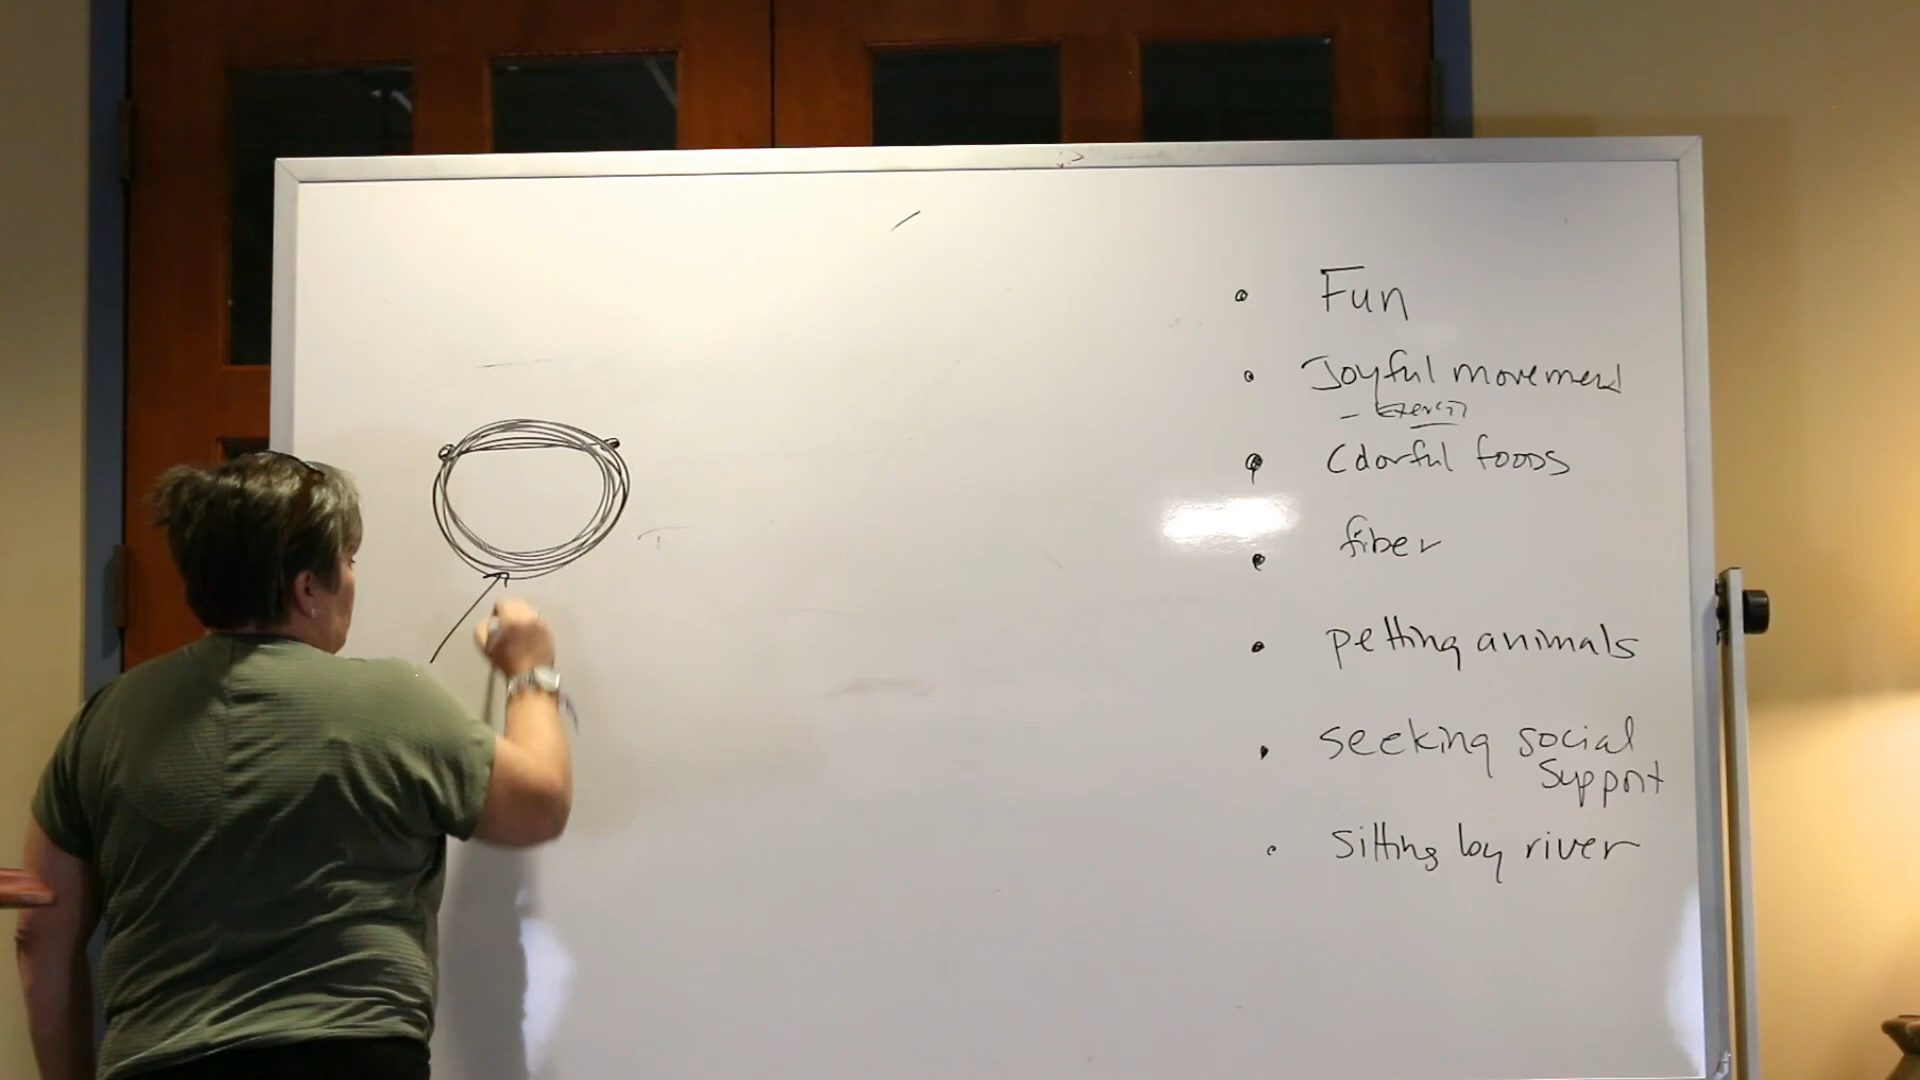 • Fun
• Joyful movement
- Exercise
• Colorful foods
• fiber
• petting animals
• seeking social
support
• sitting by river